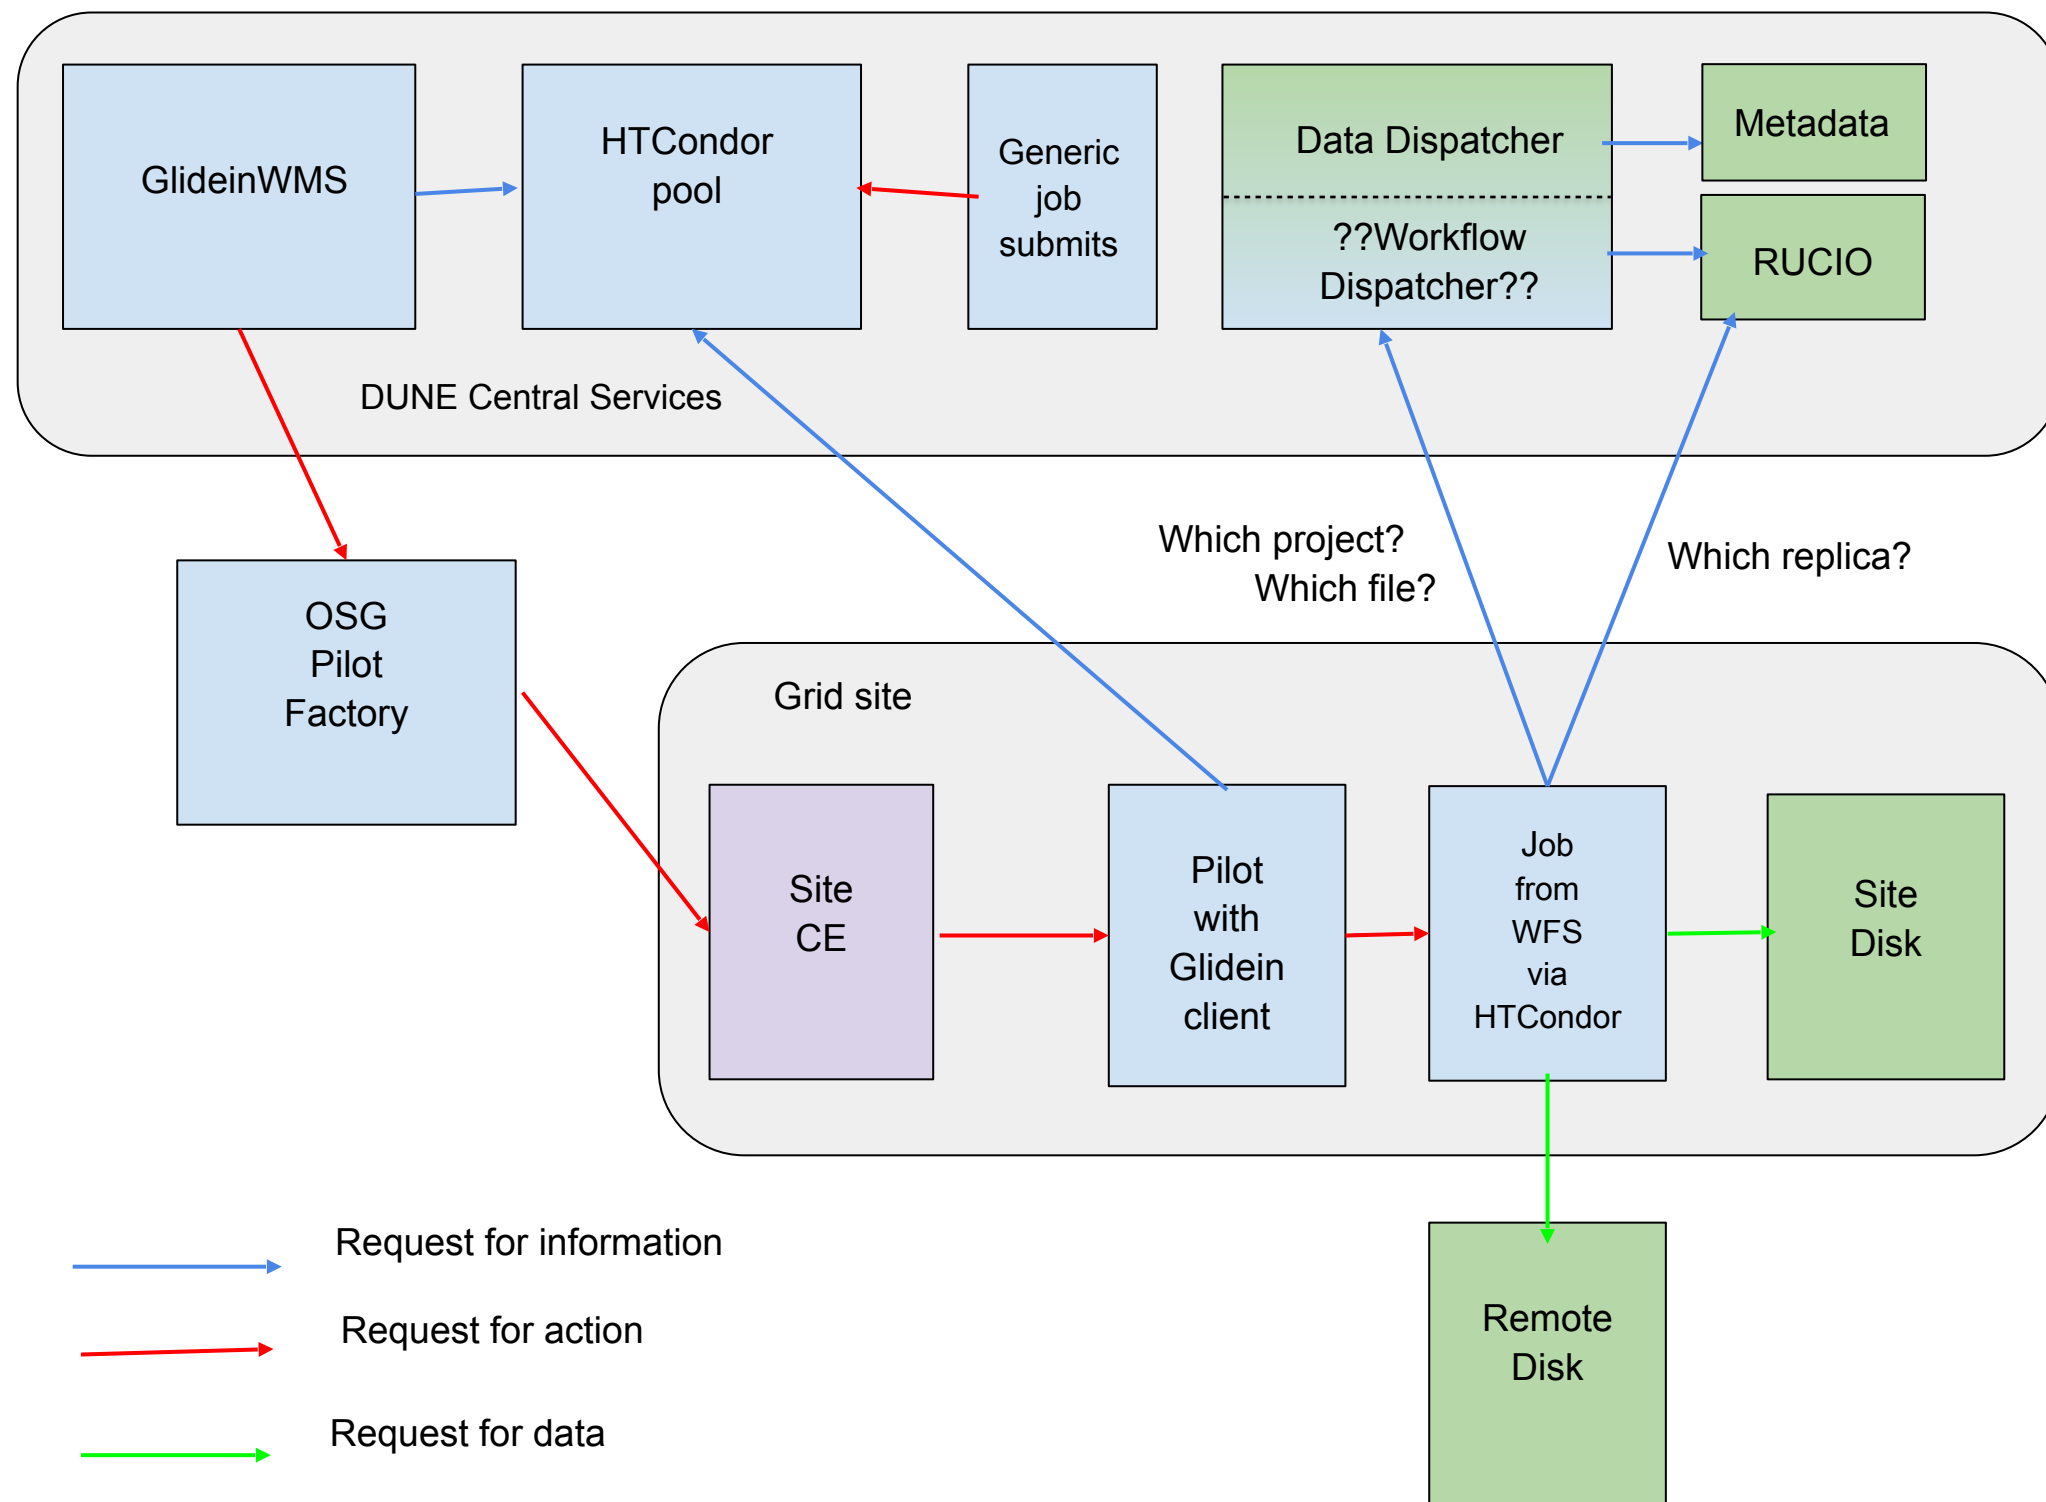 GlideinWMS
HTCondor
pool
Generic
job
submits
Data Dispatcher
??Workflow
Dispatcher??
Metadata
RUCIO
DUNE Central Services
Which project?
Which file?
Which replica?
OSG
Pilot
Factory
Grid site
Site
CE
Pilot
with
Glidein
client
Job
from
WFS
via
HTCondor
Site
Disk
Remote
Disk
Request for information
Request for action
Request for data